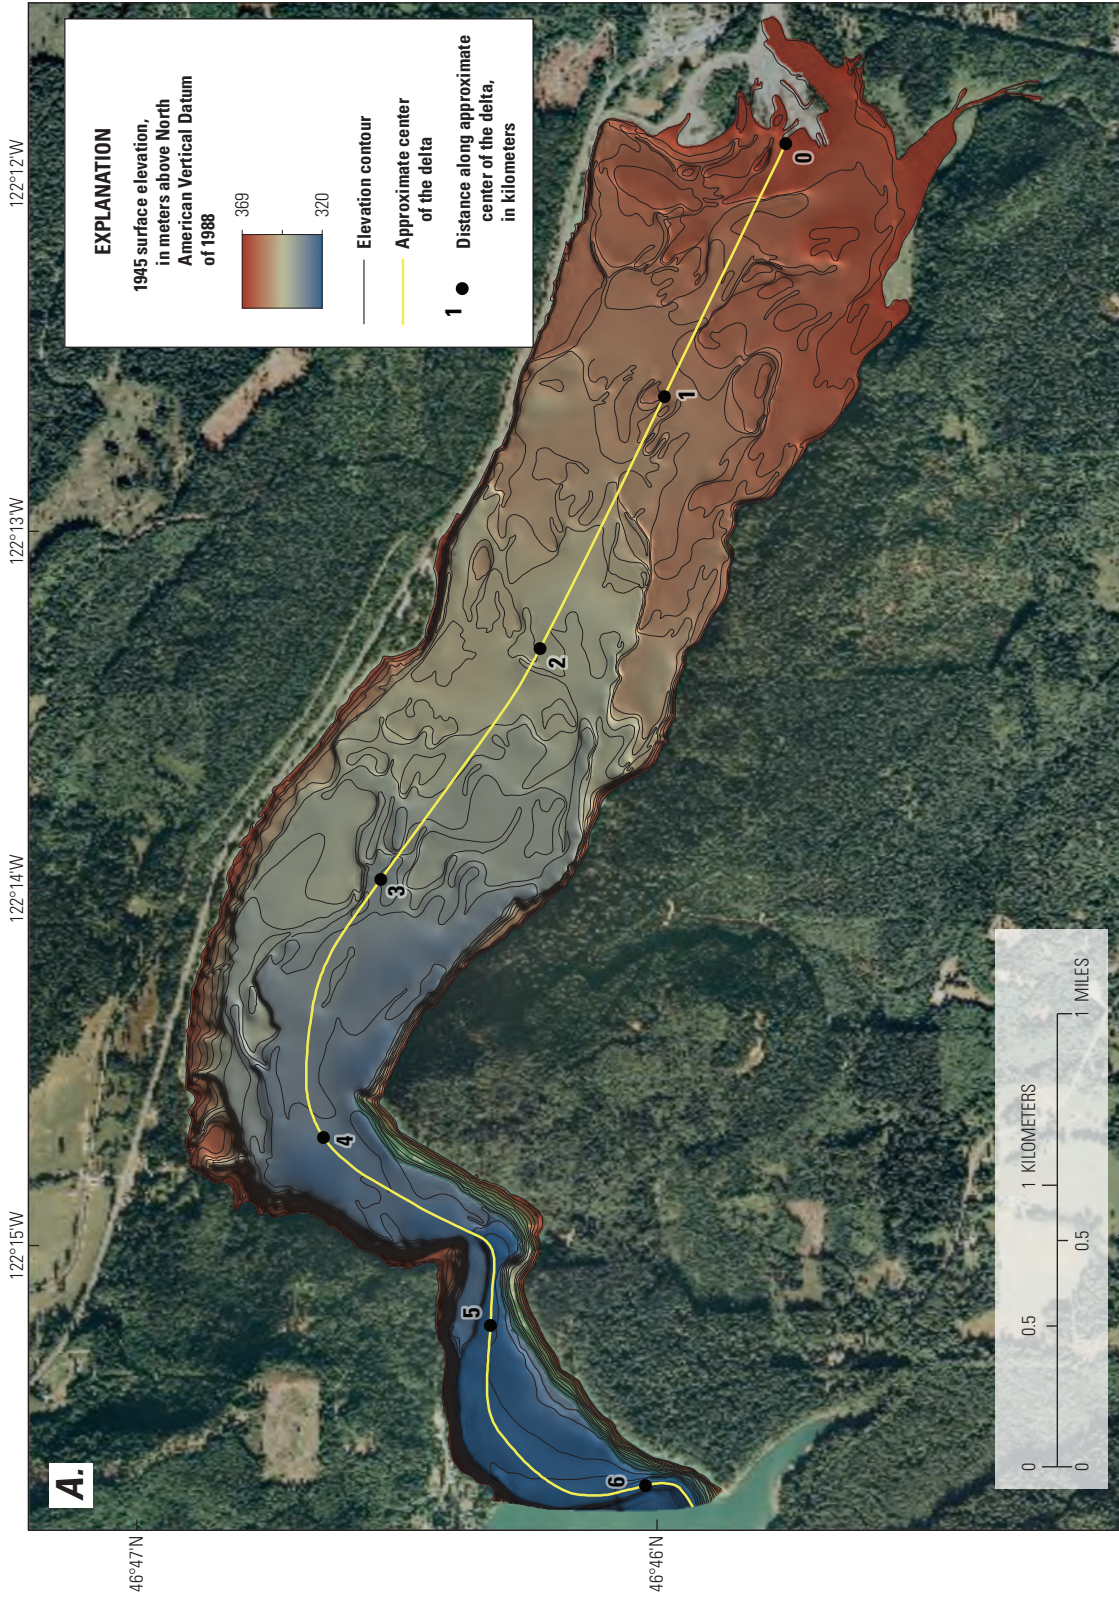 A.
122°15'W
122°14'W
122°13'W
122°12'W
46°47'N
46°46'N
EXPLANATION
1945 surface elevation,
in meters above North
American Vertical Datum
of 1988
369
320
Elevation contour
Approximate center
of the delta
1
Distance along approximate
center of the delta,
in kilometers
0
1
2
3
4
5
6
0
0.5
1 KILOMETERS
0
0.5
1 MILES